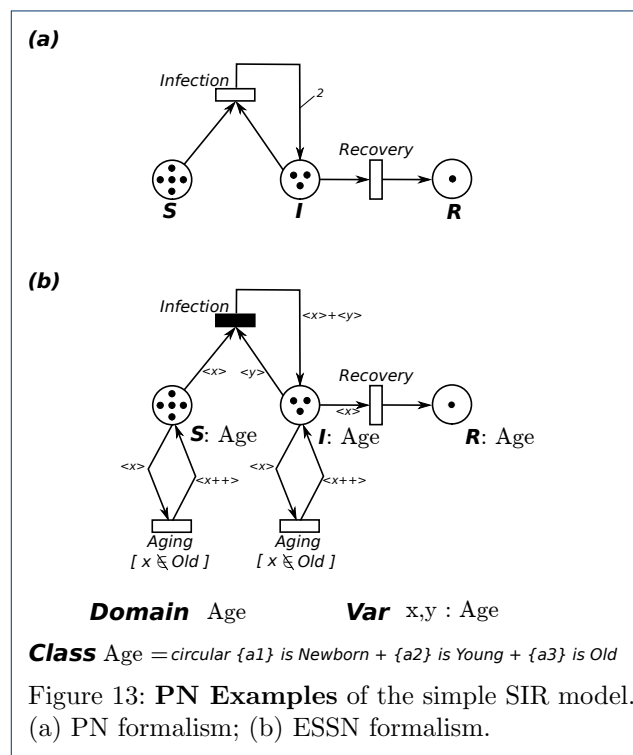 (a)
Infection
2
Recovery
S
I
R
(b)
Infection
<x>+<y>
Recovery
<x>
<y>
<x>
S: Age
I: Age
R: Age
<x>
<x++>
<x>
<x++>
Aging
[ x ∉ Old ]
Aging
[ x ∉ Old ]
Domain Age
Var x,y : Age
Class Age = circular {a1} is Newborn + {a2} is Young + {a3} is Old
Figure 13: PN Examples of the simple SIR model.
(a) PN formalism; (b) ESSN formalism.